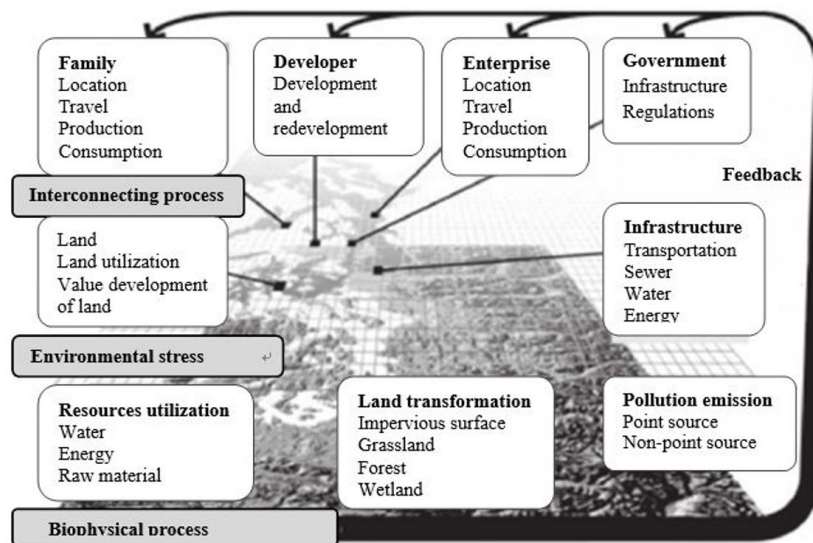 Family
Location
Travel
Production
Consumption
Developer
Development
and
redevelopment
Enterprise
Location
Travel
Production
Consumption
Government
Infrastructure
Regulations
Feedback
Interconnecting process
Land
Land utilization
Value development
of land
Infrastructure
Transportation
Sewer
Water
Energy
Environmental stress ↵
Resources utilization
Water
Energy
Raw material
Land transformation
Impervious surface
Grassland
Forest
Wetland
Pollution emission
Point source
Non-point source
Biophysical process